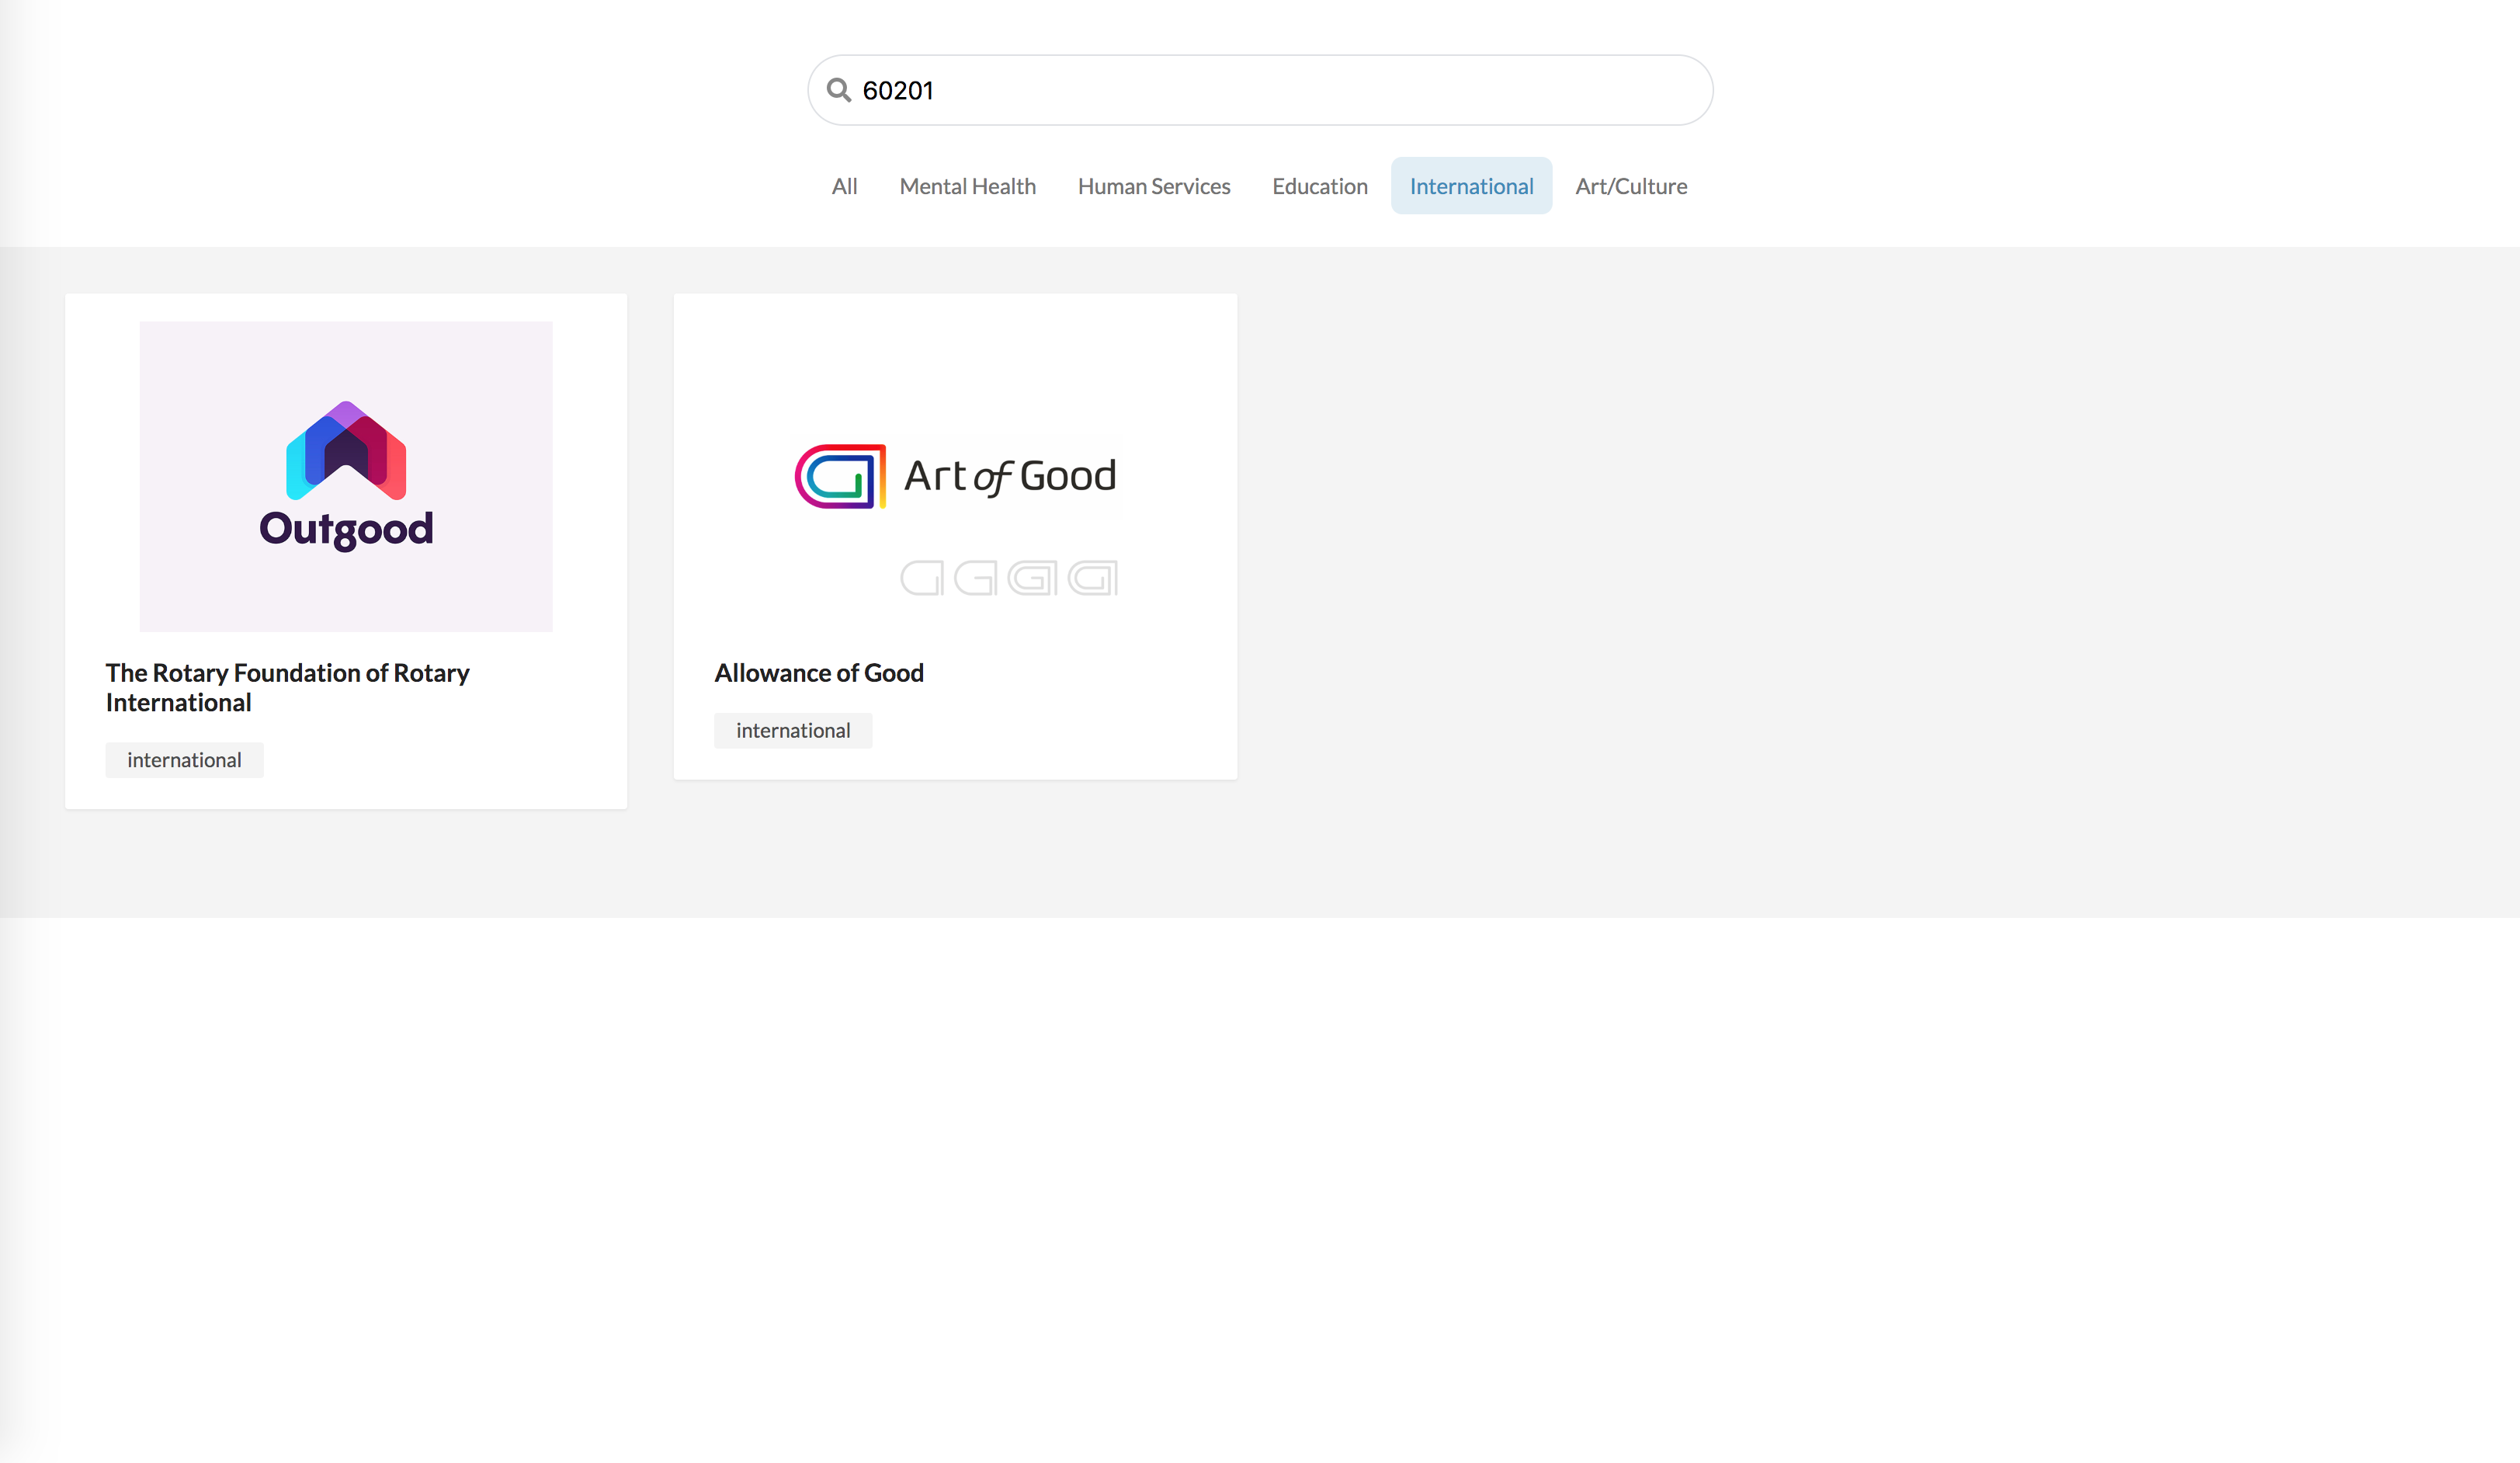 60201
All Mental Health Human Services Education International Art/Culture
Outgood
The Rotary Foundation of Rotary
International
international
Art of Good
Allowance of Good
international